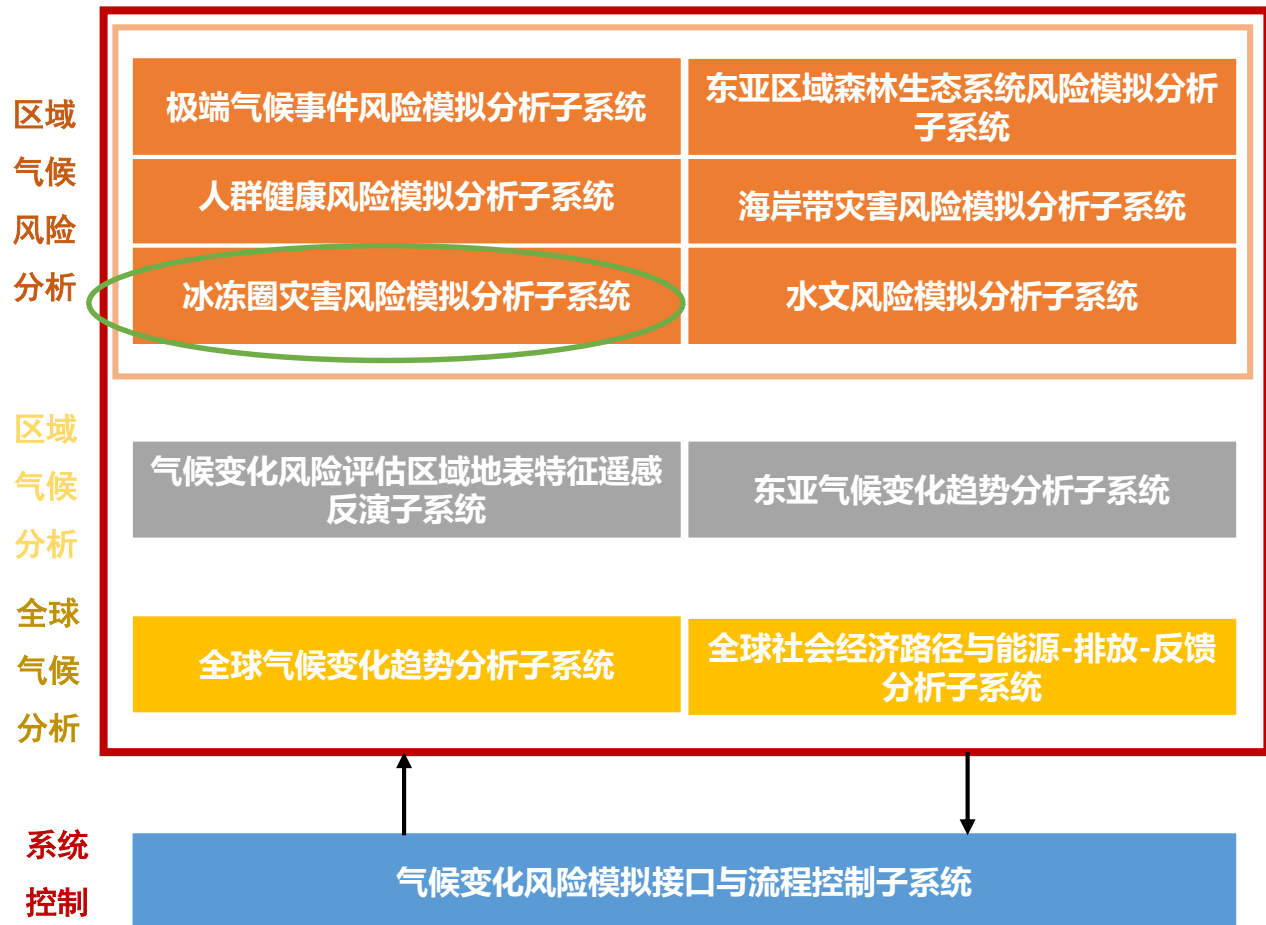 区域
气候
风险
分析
极端气候事件风险模拟分析子系统
东亚区域森林生态系统风险模拟分析
子系统
人群健康风险模拟分析子系统
海岸带灾害风险模拟分析子系统
冰冻圈灾害风险模拟分析子系统
水文风险模拟分析子系统
区域
气候
分析
气候变化风险评估区域地表特征遥感
反演子系统
东亚气候变化趋势分析子系统
全球
气候
分析
全球气候变化趋势分析子系统
全球社会经济路径与能源-排放-反馈
分析子系统
系统
控制
气候变化风险模拟接口与流程控制子系统